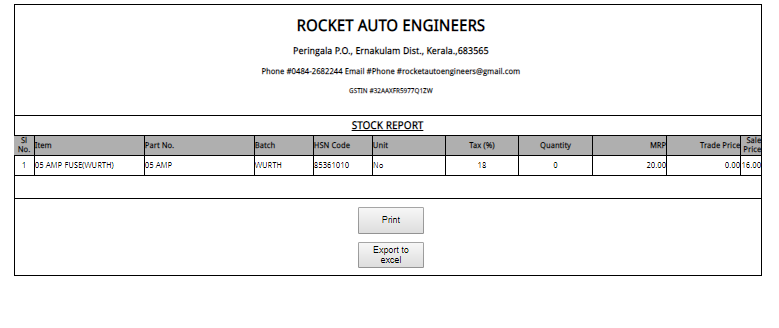 ROCKET AUTO ENGINEERS
Peringala P.O., Ernakulam Dist., Kerala.,683565
Phone #0484-2682244 Email #Phone #rocketautoengineers@gmail.com
GSTIN #32AAXFR5977Q1ZW
STOCK REPORT
Sl No. Item Part No. Batch HSN Code Unit Tax (%) Quantity MRP Trade Price Sale Price
1 05 AMP FUSE(WURTH) 05 AMP WURTH 85361010 No 18 0 20.00 0.00 16.00
Print
Export to
excel